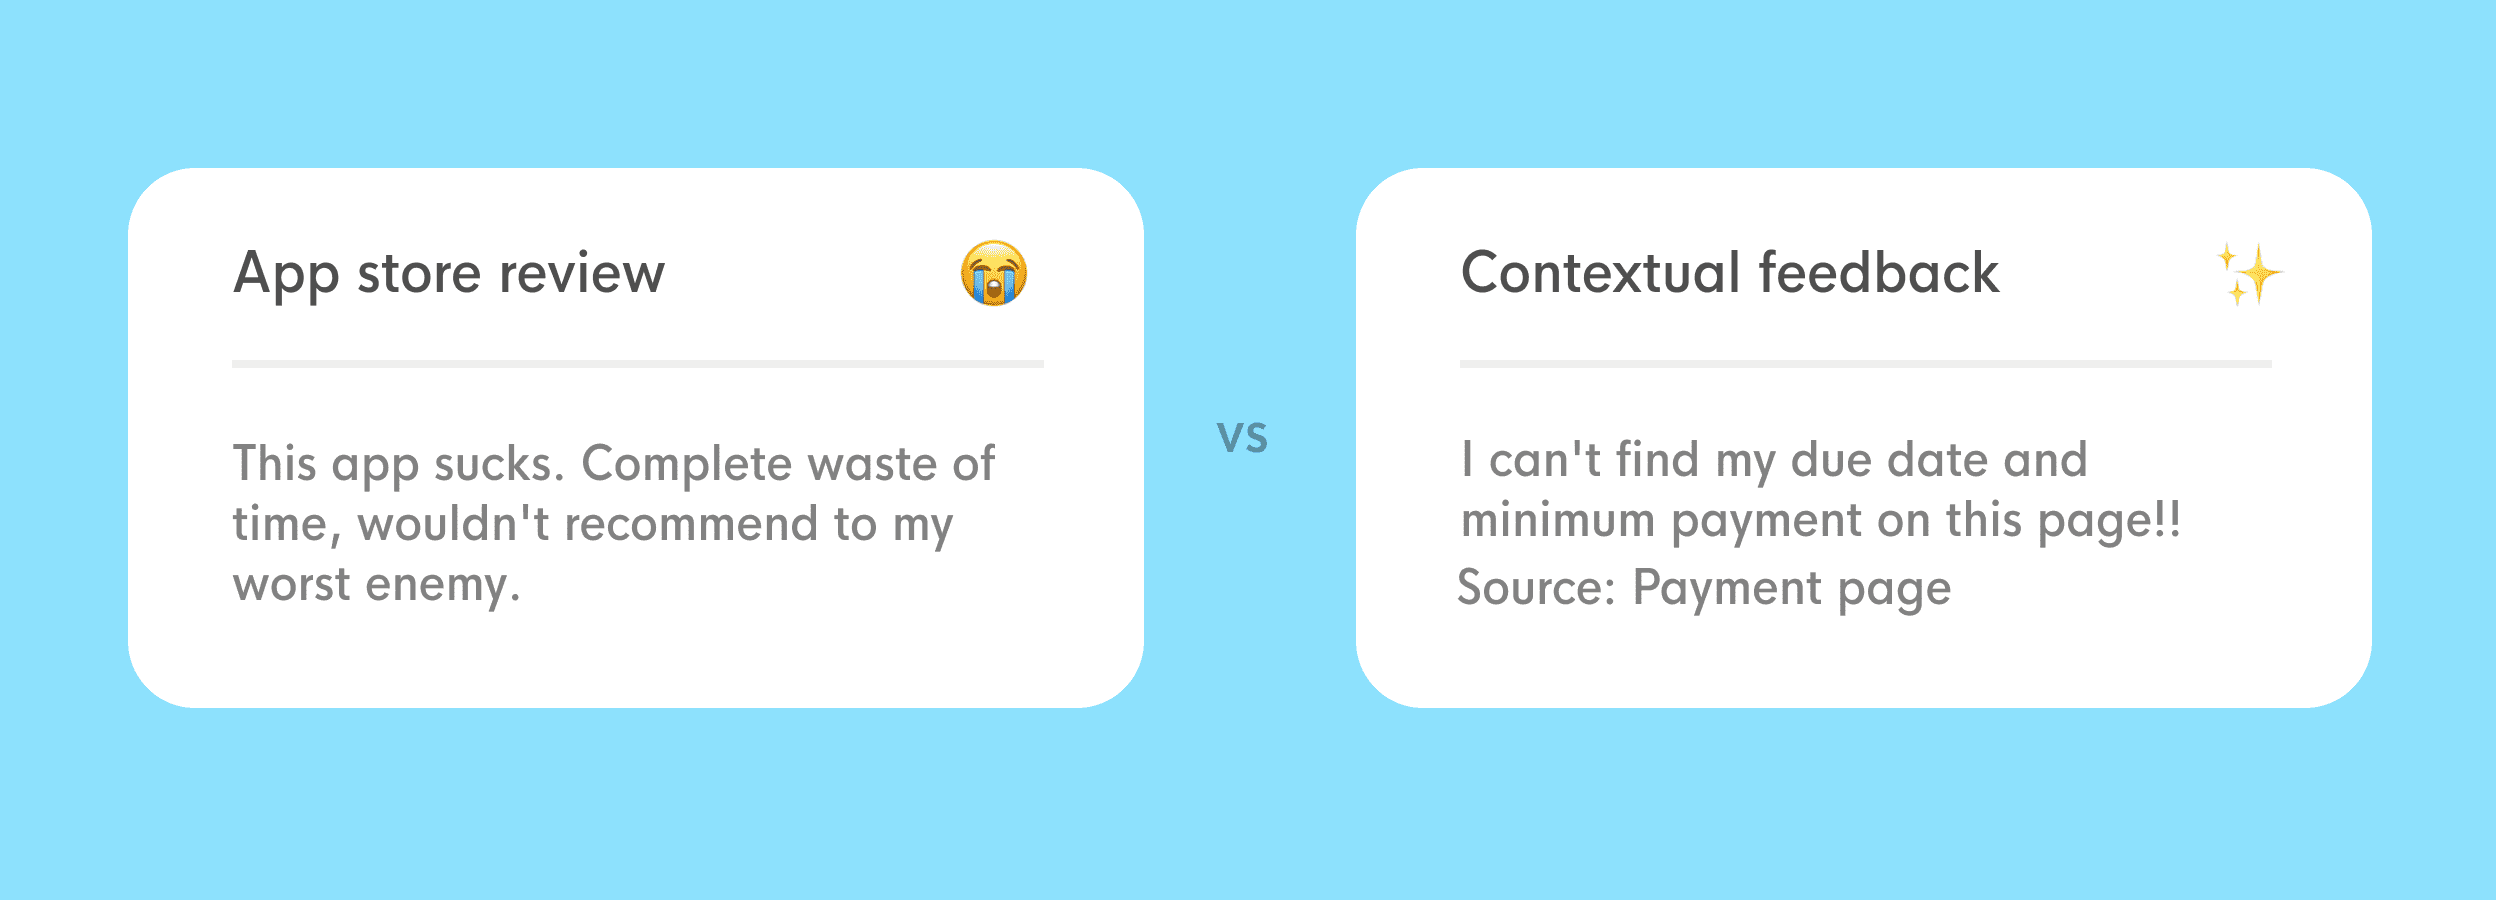 App store review 😭
This app sucks. Complete waste of
time, wouldn't recommend to my
worst enemy.
vs
Contextual feedback ✨
I can't find my due date and
minimum payment on this page!!
Source: Payment page